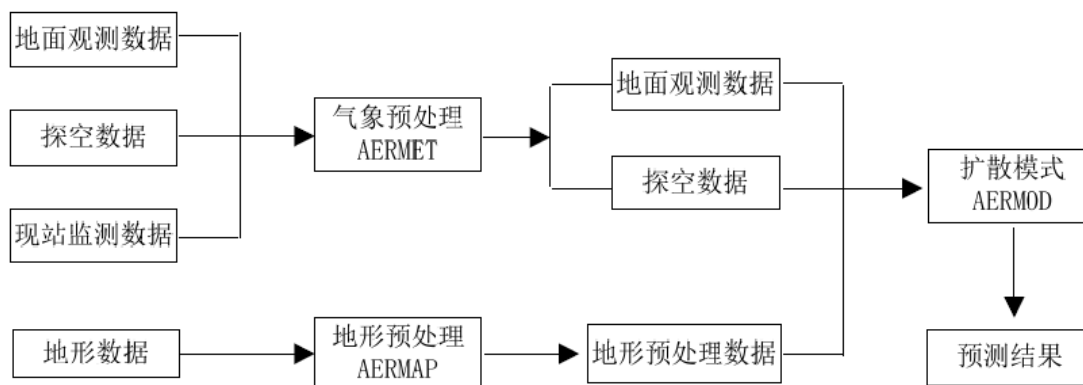 地面观测数据
探空数据
现站监测数据
地形数据
气象预处理
AERMET
地形预处理
AERMAP
地面观测数据
探空数据
地形预处理数据
扩散模式
AERMOD
预测结果